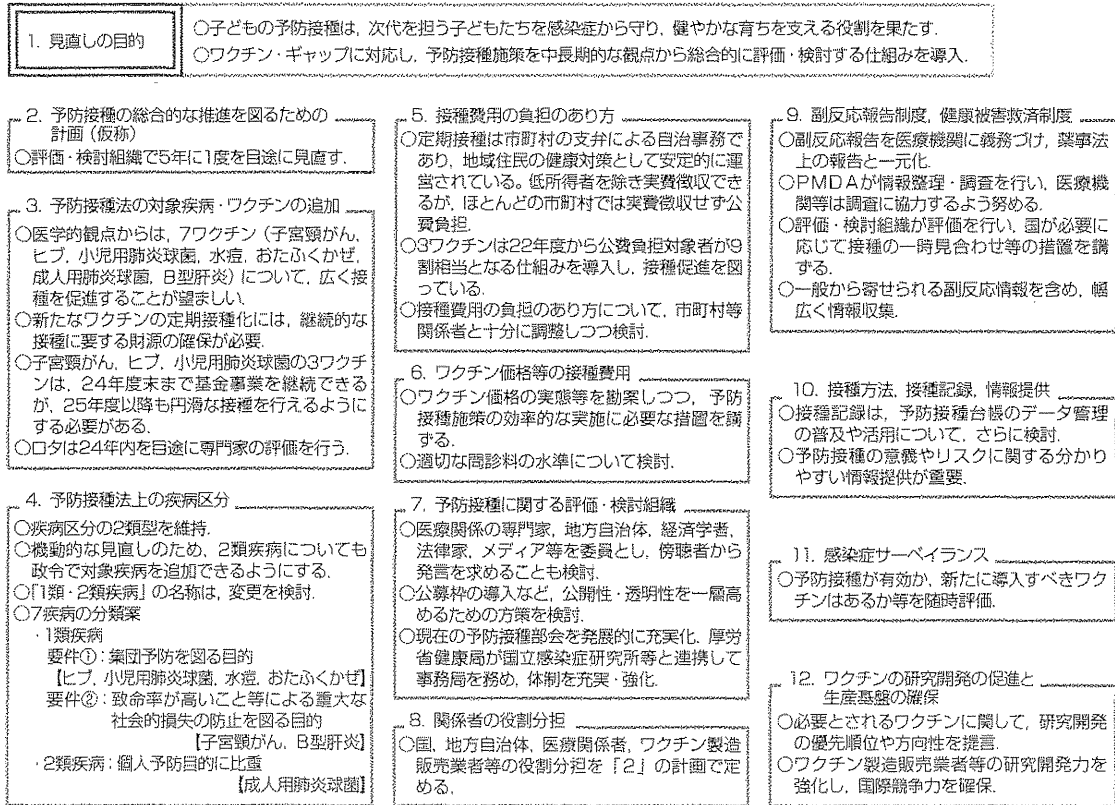 1. 見直しの目的
○子どもの予防接種は，次代を担う子どもたちを感染症から守り，健やかな育ちを支える役割を果たす．
○ワクチン・ギャップに対応し，予防接種施策を中長期的な観点から総合的に評価・検討する仕組みを導入．
2. 予防接種の総合的な推進を図るための
計画（仮称）
○評価・検討組織で5年に1度を目途に見直す．
3. 予防接種法の対象疾病・ワクチンの追加
○医学的観点からは，7ワクチン（子宮頸がん，
ヒブ，小児用肺炎球菌，水痘，おたふくかぜ，
成人用肺炎球菌，B型肝炎）について，広く接
種を促進することが望ましい．
○新たなワクチンの定期接種化には，継続的な
接種に要する財源の確保が必要．
○子宮頸がん，ヒブ，小児用肺炎球菌の3ワクチ
ンは，24年度末まで基金事業を継続できる
が，25年度以降も円滑な接種を行えるように
する必要がある．
○ロタは24年内を目途に専門家の評価を行う．
4. 予防接種法上の疾病区分
○疾病区分の2類型を維持．
○機動的な見直しのため，2類疾病についても
政令で対象疾病を追加できるようにする．
○「1類・2類疾病」の名称は，変更を検討．
○7疾病の分類案
・1類疾病
要件①：集団予防を図る目的
【ヒブ，小児用肺炎球菌，水痘，おたふくかぜ】
要件②：致命率が高いこと等による重大な
社会的損失の防止を図る目的
【子宮頸がん，B型肝炎】
・2類疾病：個人予防目的に比重
【成人用肺炎球菌】
5. 接種費用の負担のあり方
○定期接種は市町村の支弁による自治事務で
あり，地域住民の健康対策として安定的に運
営されている。低所得者を除き実費徴収でき
るが，ほとんどの市町村では実費徴収せず公
費負担．
○3ワクチンは22年度から公費負担対象者が9
割相当となる仕組みを導入し，接種促進を図
っている．
○接種費用の負担のあり方について，市町村等
関係者と十分に調整しつつ検討．
6. ワクチン価格等の接種費用
○ワクチン価格の実態等を勘案しつつ，予防
接種施策の効率的な実施に必要な措置を講
ずる．
○適切な問診料の水準について検討．
7. 予防接種に関する評価・検討組織
○医療関係の専門家，地方自治体，経済学者，
法律家，メディア等を委員とし，傍聴者から
発言を求めることも検討．
○公募枠の導入など，公開性・透明性を一層高
めるための方策を検討．
○現在の予防接種部会を発展的に充実化．厚労
省健康局が国立感染症研究所等と連携して
事務局を務め，体制を充実・強化．
8. 関係者の役割分担
○国，地方自治体，医療関係者，ワクチン製造
販売業者等の役割分担を「2」の計画で定
める．
9. 副反応報告制度，健康被害救済制度
○副反応報告を医療機関に義務づけ，薬事法
上の報告と一元化．
○PMDAが情報整理・調査を行い，医療機
関等は調査に協力するよう努める．
○評価・検討組織が評価を行い，国が必要に
応じて接種の一時見合わせ等の措置を講
ずる．
○一般から寄せられる副反応情報を含め，幅
広く情報収集．
10. 接種方法，接種記録，情報提供
○接種記録は，予防接種台帳のデータ管理
の普及や活用について，さらに検討．
○予防接種の意義やリスクに関する分かり
やすい情報提供が重要．
11. 感染症サーベイランス
○予防接種が有効か，新たに導入すべきワク
チンはあるか等を随時評価．
12. ワクチンの研究開発の促進と
生産基盤の確保
○必要とされるワクチンに関して，研究開発
の優先順位や方向性を提言．
○ワクチン製造販売業者等の研究開発力を
強化し，国際競争力を確保．